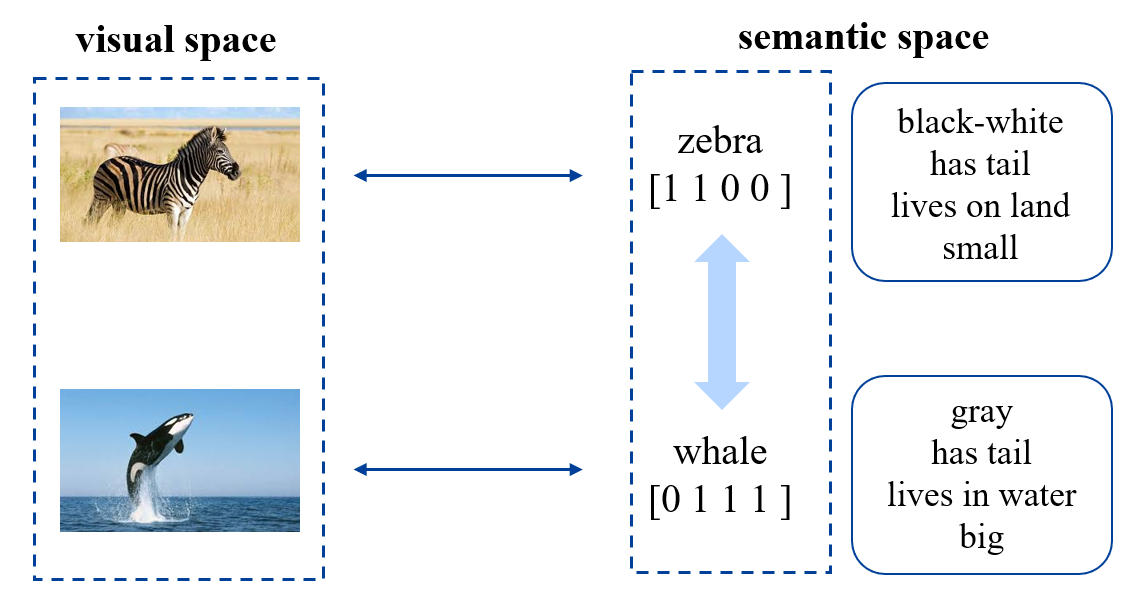 visual space
semantic space
zebra
[1 1 0 0 ]
black-white
has tail
lives on land
small
whale
[0 1 1 1 ]
gray
has tail
lives in water
big